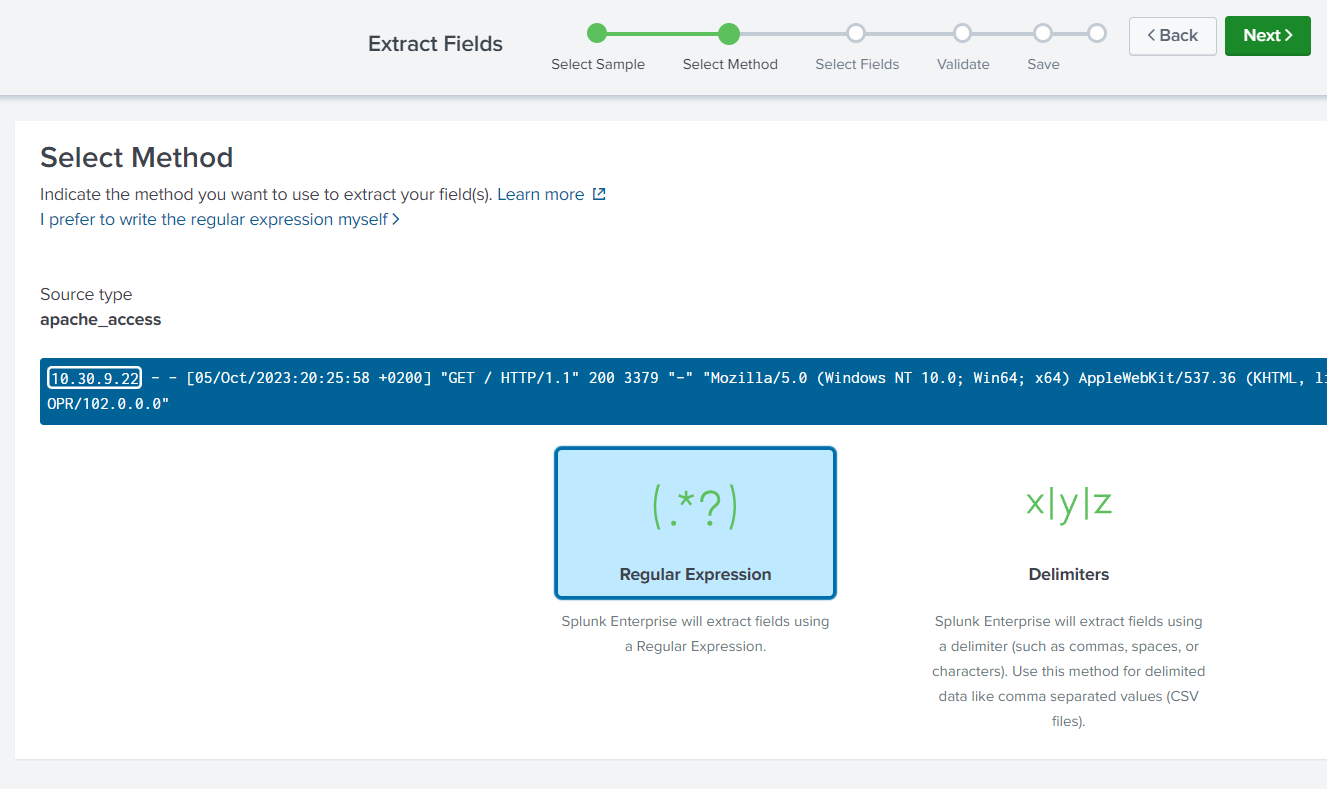 Extract Fields
Select Sample
Select Method
Select Fields
Validate
Save
Back
Next
Select Method
Indicate the method you want to use to extract your field(s). Learn more
I prefer to write the regular expression myself
Source type
apache_access
10.30.9.22 - - [05/Oct/2023:20:25:58 +0200] "GET / HTTP/1.1" 200 3379 "-" "Mozilla/5.0 (Windows NT 10.0; Win64; x64) AppleWebKit/537.36 (KHTML,
OPR/102.0.0.0"
(.*?)
x|y|z
Regular Expression
Delimiters
Splunk Enterprise will extract fields using
a Regular Expression.
Splunk Enterprise will extract fields using
a delimiter (such as commas, spaces, or
characters). Use this method for delimited
data like comma separated values (CSV
files).